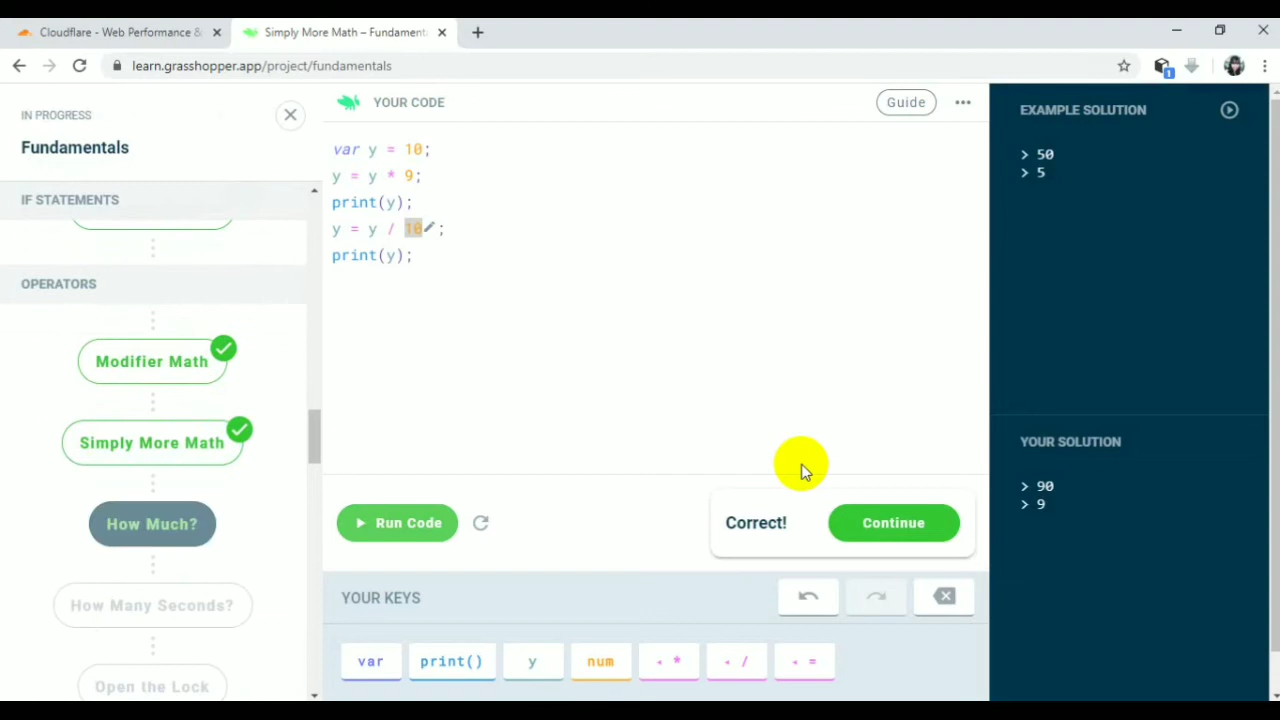 Cloudflare - Web Performance &
Simply More Math – Fundament
learn.grasshopper.app/project/fundamentals
1
IN PROGRESS
Fundamentals
IF STATEMENTS
OPERATORS
Modifier Math
Simply More Math
How Much?
How Many Seconds?
Open the Lock
YOUR CODE
Guide
var y = 10;
y = y * 9;
print(y);
y = y / 10 ;
print(y);
Run Code
Correct!
Continue
YOUR KEYS
var
print()
y
num
*
/
=
EXAMPLE SOLUTION
> 50
> 5
YOUR SOLUTION
> 90
> 9